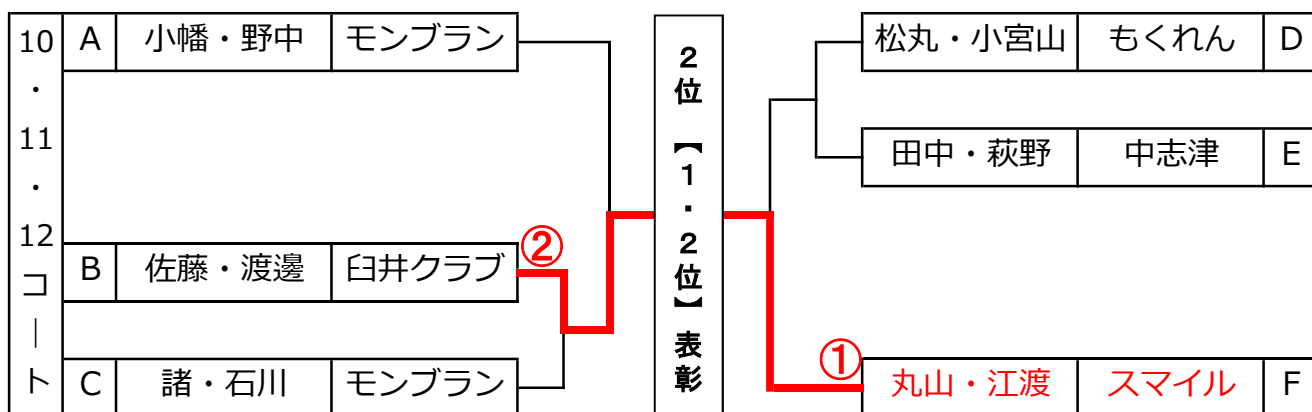 10・11・12コート
A 小幡・野中 モンブラン
B 佐藤・渡邊 臼井クラブ ②
C 諸・石川 モンブラン
2位【1・2位】表彰
松丸・小宮山 もくれん D
田中・萩野 中志津 E
① 丸山・江渡 スマイル F